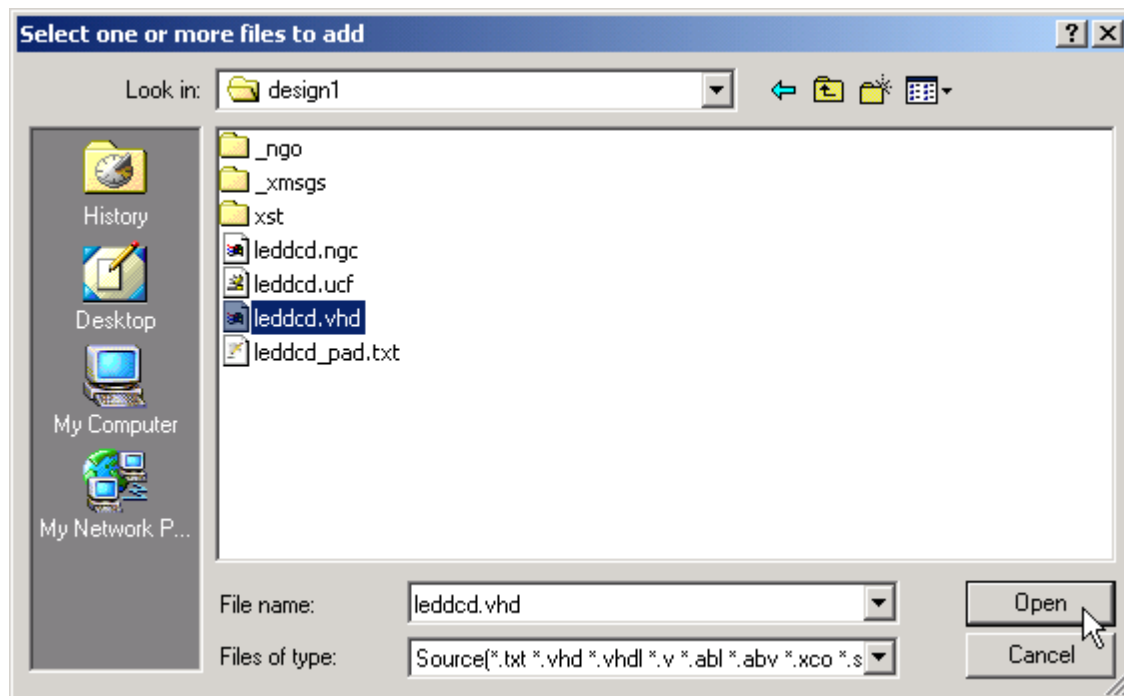 Select one or more files to add
Look in: design1
History
Desktop
My Computer
My Network P...
_ngo
_xmsgs
xst
leddcd.ngc
leddcd.ucf
leddcd.vhd
leddcd_pad.txt
File name: leddcd.vhd Open
Files of type: Source(*.txt *.vhd *.vhdl *.v *.abl *.abv *.xco *.s Cancel